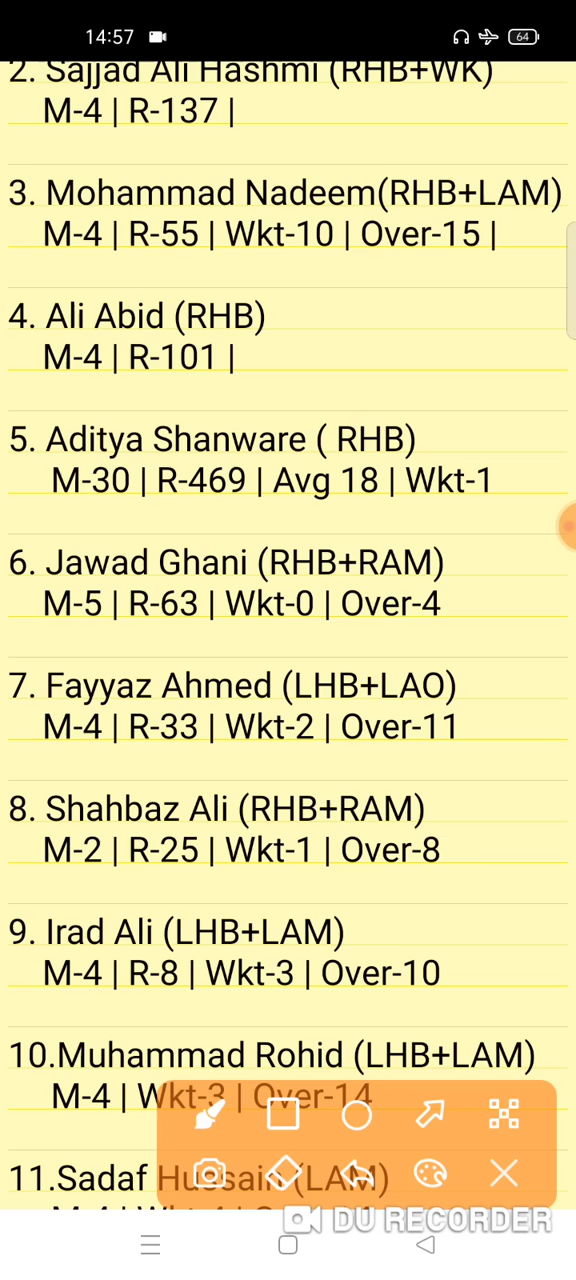 14:57
64
2. Sajjad Ali Hashmi (RHB+WK)
M-4 | R-137 |
3. Mohammad Nadeem(RHB+LAM)
M-4 | R-55 | Wkt-10 | Over-15 |
4. Ali Abid (RHB)
M-4 | R-101 |
5. Aditya Shanware ( RHB)
M-30 | R-469 | Avg 18 | Wkt-1
6. Jawad Ghani (RHB+RAM)
M-5 | R-63 | Wkt-0 | Over-4
7. Fayyaz Ahmed (LHB+LAO)
M-4 | R-33 | Wkt-2 | Over-11
8. Shahbaz Ali (RHB+RAM)
M-2 | R-25 | Wkt-1 | Over-8
9. Irad Ali (LHB+LAM)
M-4 | R-8 | Wkt-3 | Over-10
10.Muhammad Rohid (LHB+LAM)
M-4 | Wkt-3 | Over-14
11.Sadaf Hussain (LAM)
DU RECORDER